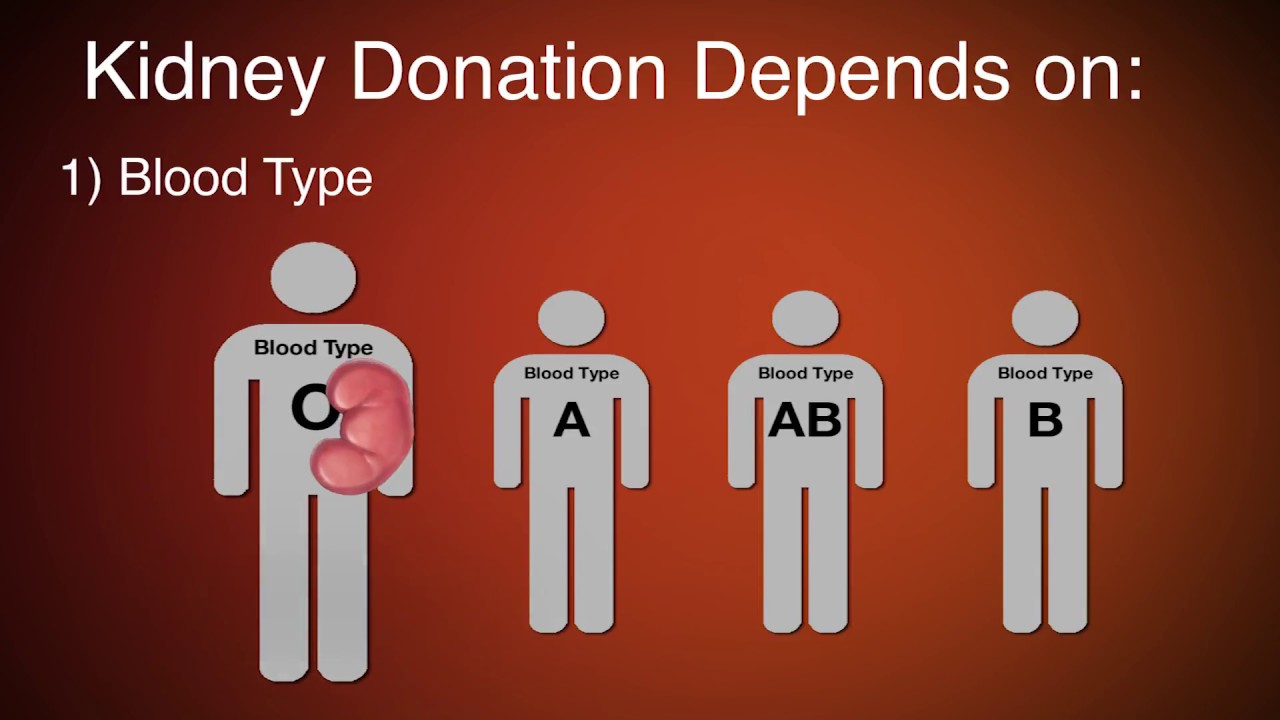 Kidney Donation Depends on:
1) Blood Type
Blood Type
O
Blood Type
A
Blood Type
AB
Blood Type
B